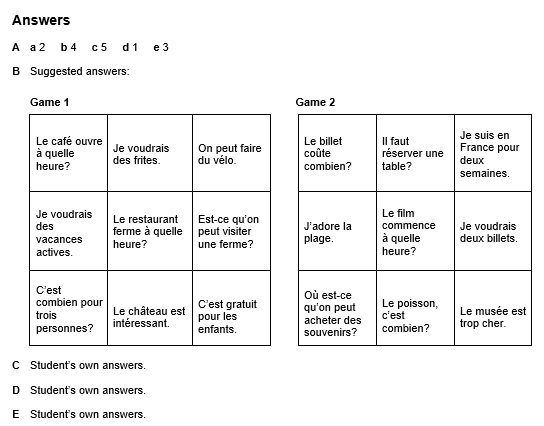 Answers
A a 2 b 4 c 5 d 1 e 3
B Suggested answers:
Game 1
Le café ouvre
à quelle
heure?
Je voudrais
des frites.
On peut faire
du vélo.
Je voudrais
des
vacances
actives.
Le restaurant
ferme à quelle
heure?
Est-ce qu’on
peut visiter
une ferme?
C’est
combien pour
trois
personnes?
Le château est
intéressant.
C’est gratuit
pour les
enfants.
Game 2
Le billet
coûte
combien?
Il faut
réserver une
table?
Je suis en
France pour
deux
semaines.
J’adore la
plage.
Le film
commence
à quelle
heure?
Je voudrais
deux billets.
Où est-ce
qu’on peut
acheter des
souvenirs?
Le poisson,
c’est
combien?
Le musée est
trop cher.
C Student’s own answers.
D Student’s own answers.
E Student’s own answers.